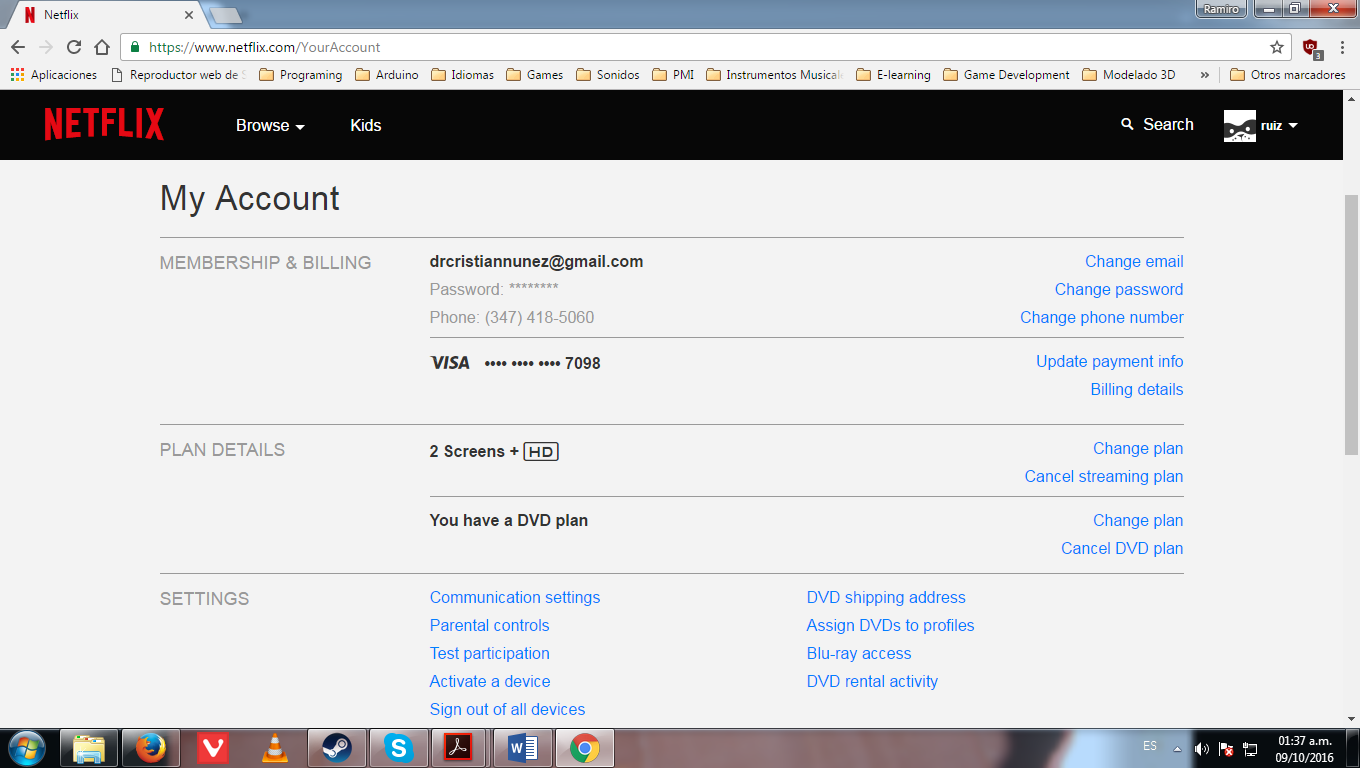 Netflix
Ramiro
https://www.netflix.com/YourAccount
3
Aplicaciones Reproductor web de Programing Arduino Idiomas Games Sonidos PMI Instrumentos Musical E-learning Game Development Modelado 3D » Otros marcadores
NETFLIX Browse Kids Search ruiz
My Account
MEMBERSHIP & BILLING drcristiannunez@gmail.com Change email
Password: ******** Change password
Phone: (347) 418-5060 Change phone number
VISA •••• •••• •••• 7098 Update payment info
Billing details
PLAN DETAILS 2 Screens + HD Change plan
Cancel streaming plan
You have a DVD plan Change plan
Cancel DVD plan
SETTINGS Communication settings DVD shipping address
Parental controls Assign DVDs to profiles
Test participation Blu-ray access
Activate a device DVD rental activity
Sign out of all devices
ES 01:37 a.m.
09/10/2016